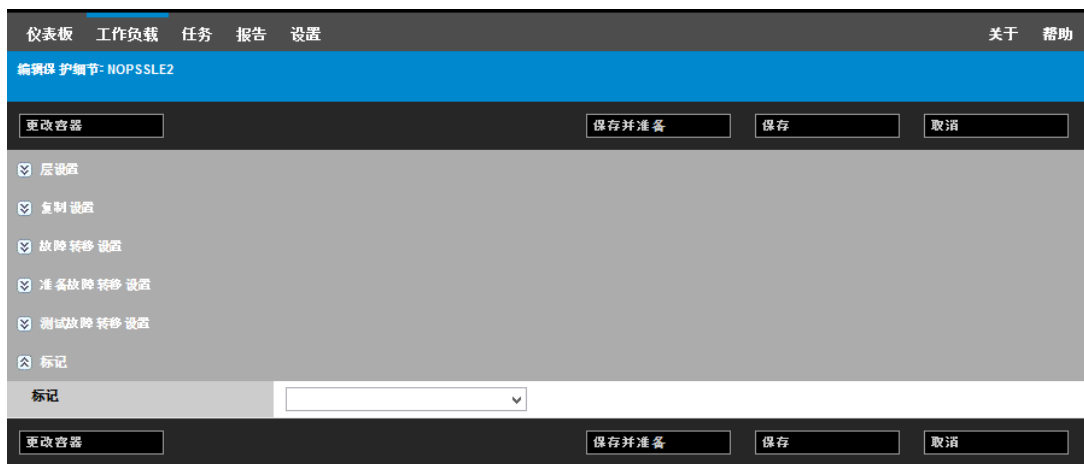 仪表板 工作负载 任务 报告 设置 关于 帮助
编辑保护细节: NOPSSLE2
更改容器 保存并准备 保存 取消
层设置
复制设置
故障转移设置
准备故障转移设置
测试故障转移设置
标记
标记
更改容器 保存并准备 保存 取消